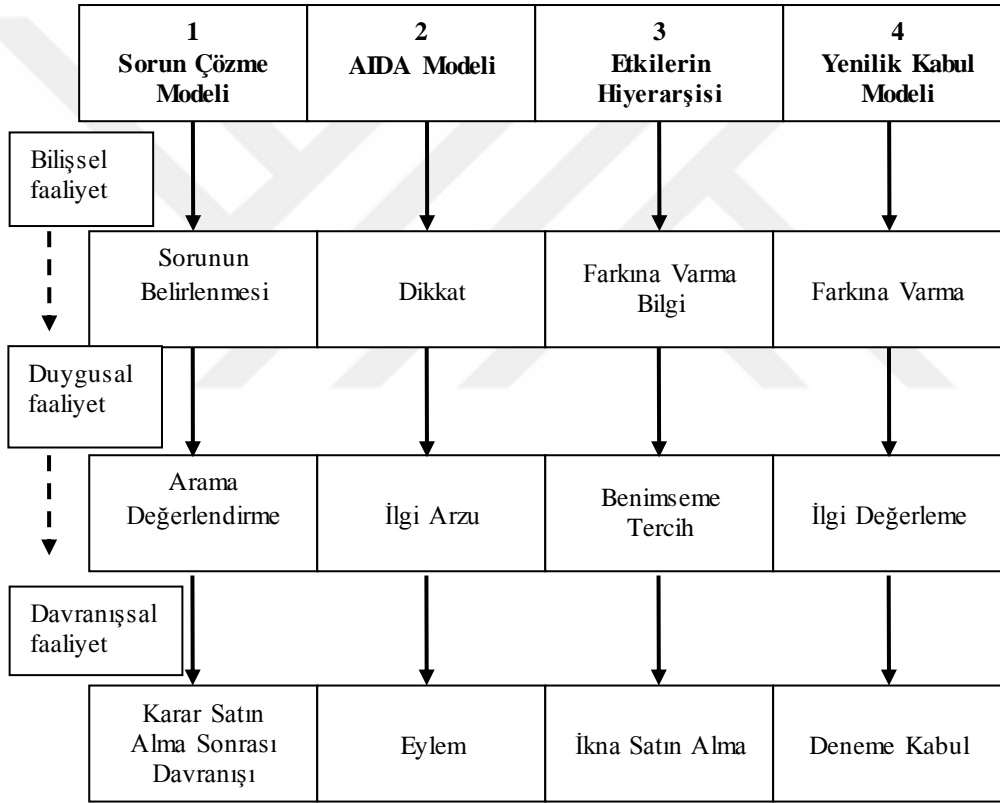 1
Sorun Çözme
Modeli
2
AIDA Modeli
3
Etkilerin
Hiyerarşisi
4
Yenilik Kabul
Modeli
Bilişsel
faaliyet
Sorunun
Belirlenmesi
Dikkat
Farkına Varma
Bilgi
Farkına Varma
Duygusal
faaliyet
Arama
Değerlendirme
İlgi Arzu
Benimseme
Tercih
İlgi Değerleme
Davranışsal
faaliyet
Karar Satın
Alma Sonrası
Davranışı
Eylem
İkna Satın Alma
Deneme Kabul